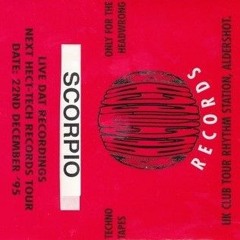 ONLY FOR THE
HEADWRONG
SCORPIO
LIVE DAT RECORDINGS
NEXT HECT-TECH RECORDS TOUR
DATE: 22ND DECEMBER '95
RECORDS
UK CLUB TOUR RHYTHM STATION, ALDERSHOT.
TECHNO
TAPES